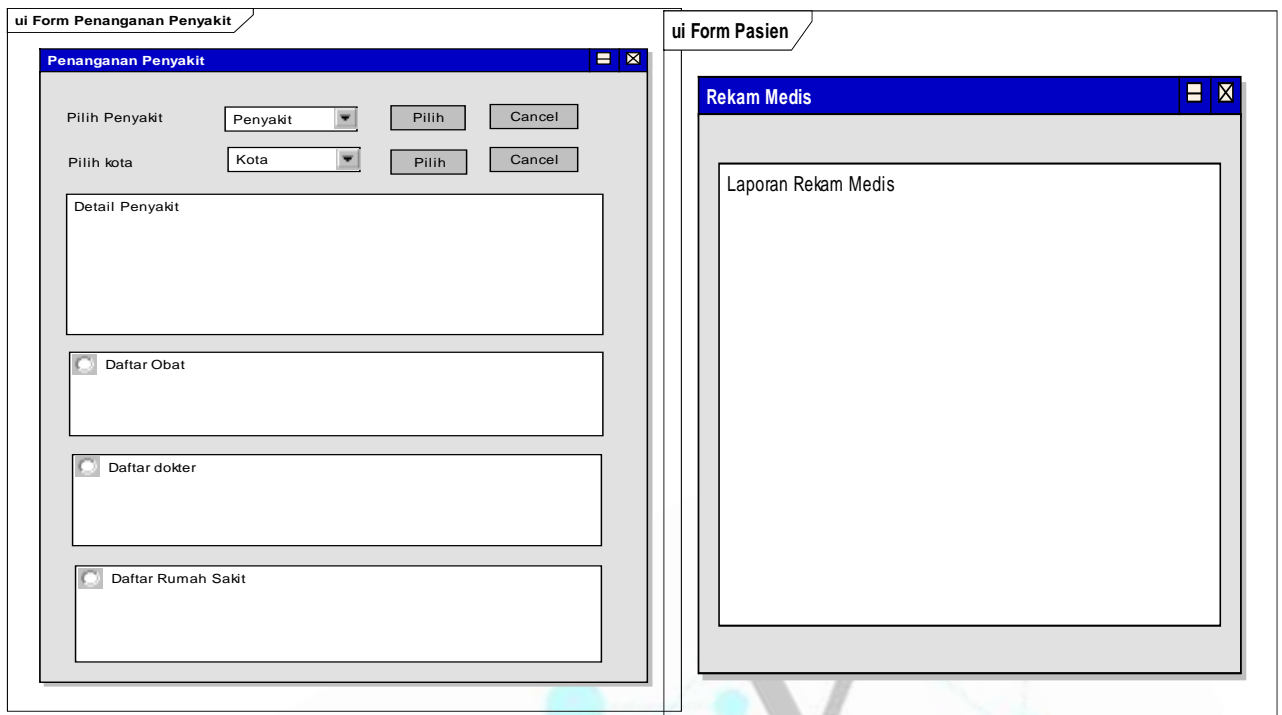 ui Form Penanganan Penyakit
Penanganan Penyakit
Pilih Penyakit Penyakit Pilih Cancel
Pilih kota Kota Pilih Cancel
Detail Penyakit
Daftar Obat
Daftar dokter
Daftar Rumah Sakit
ui Form Pasien
Rekam Medis
Laporan Rekam Medis